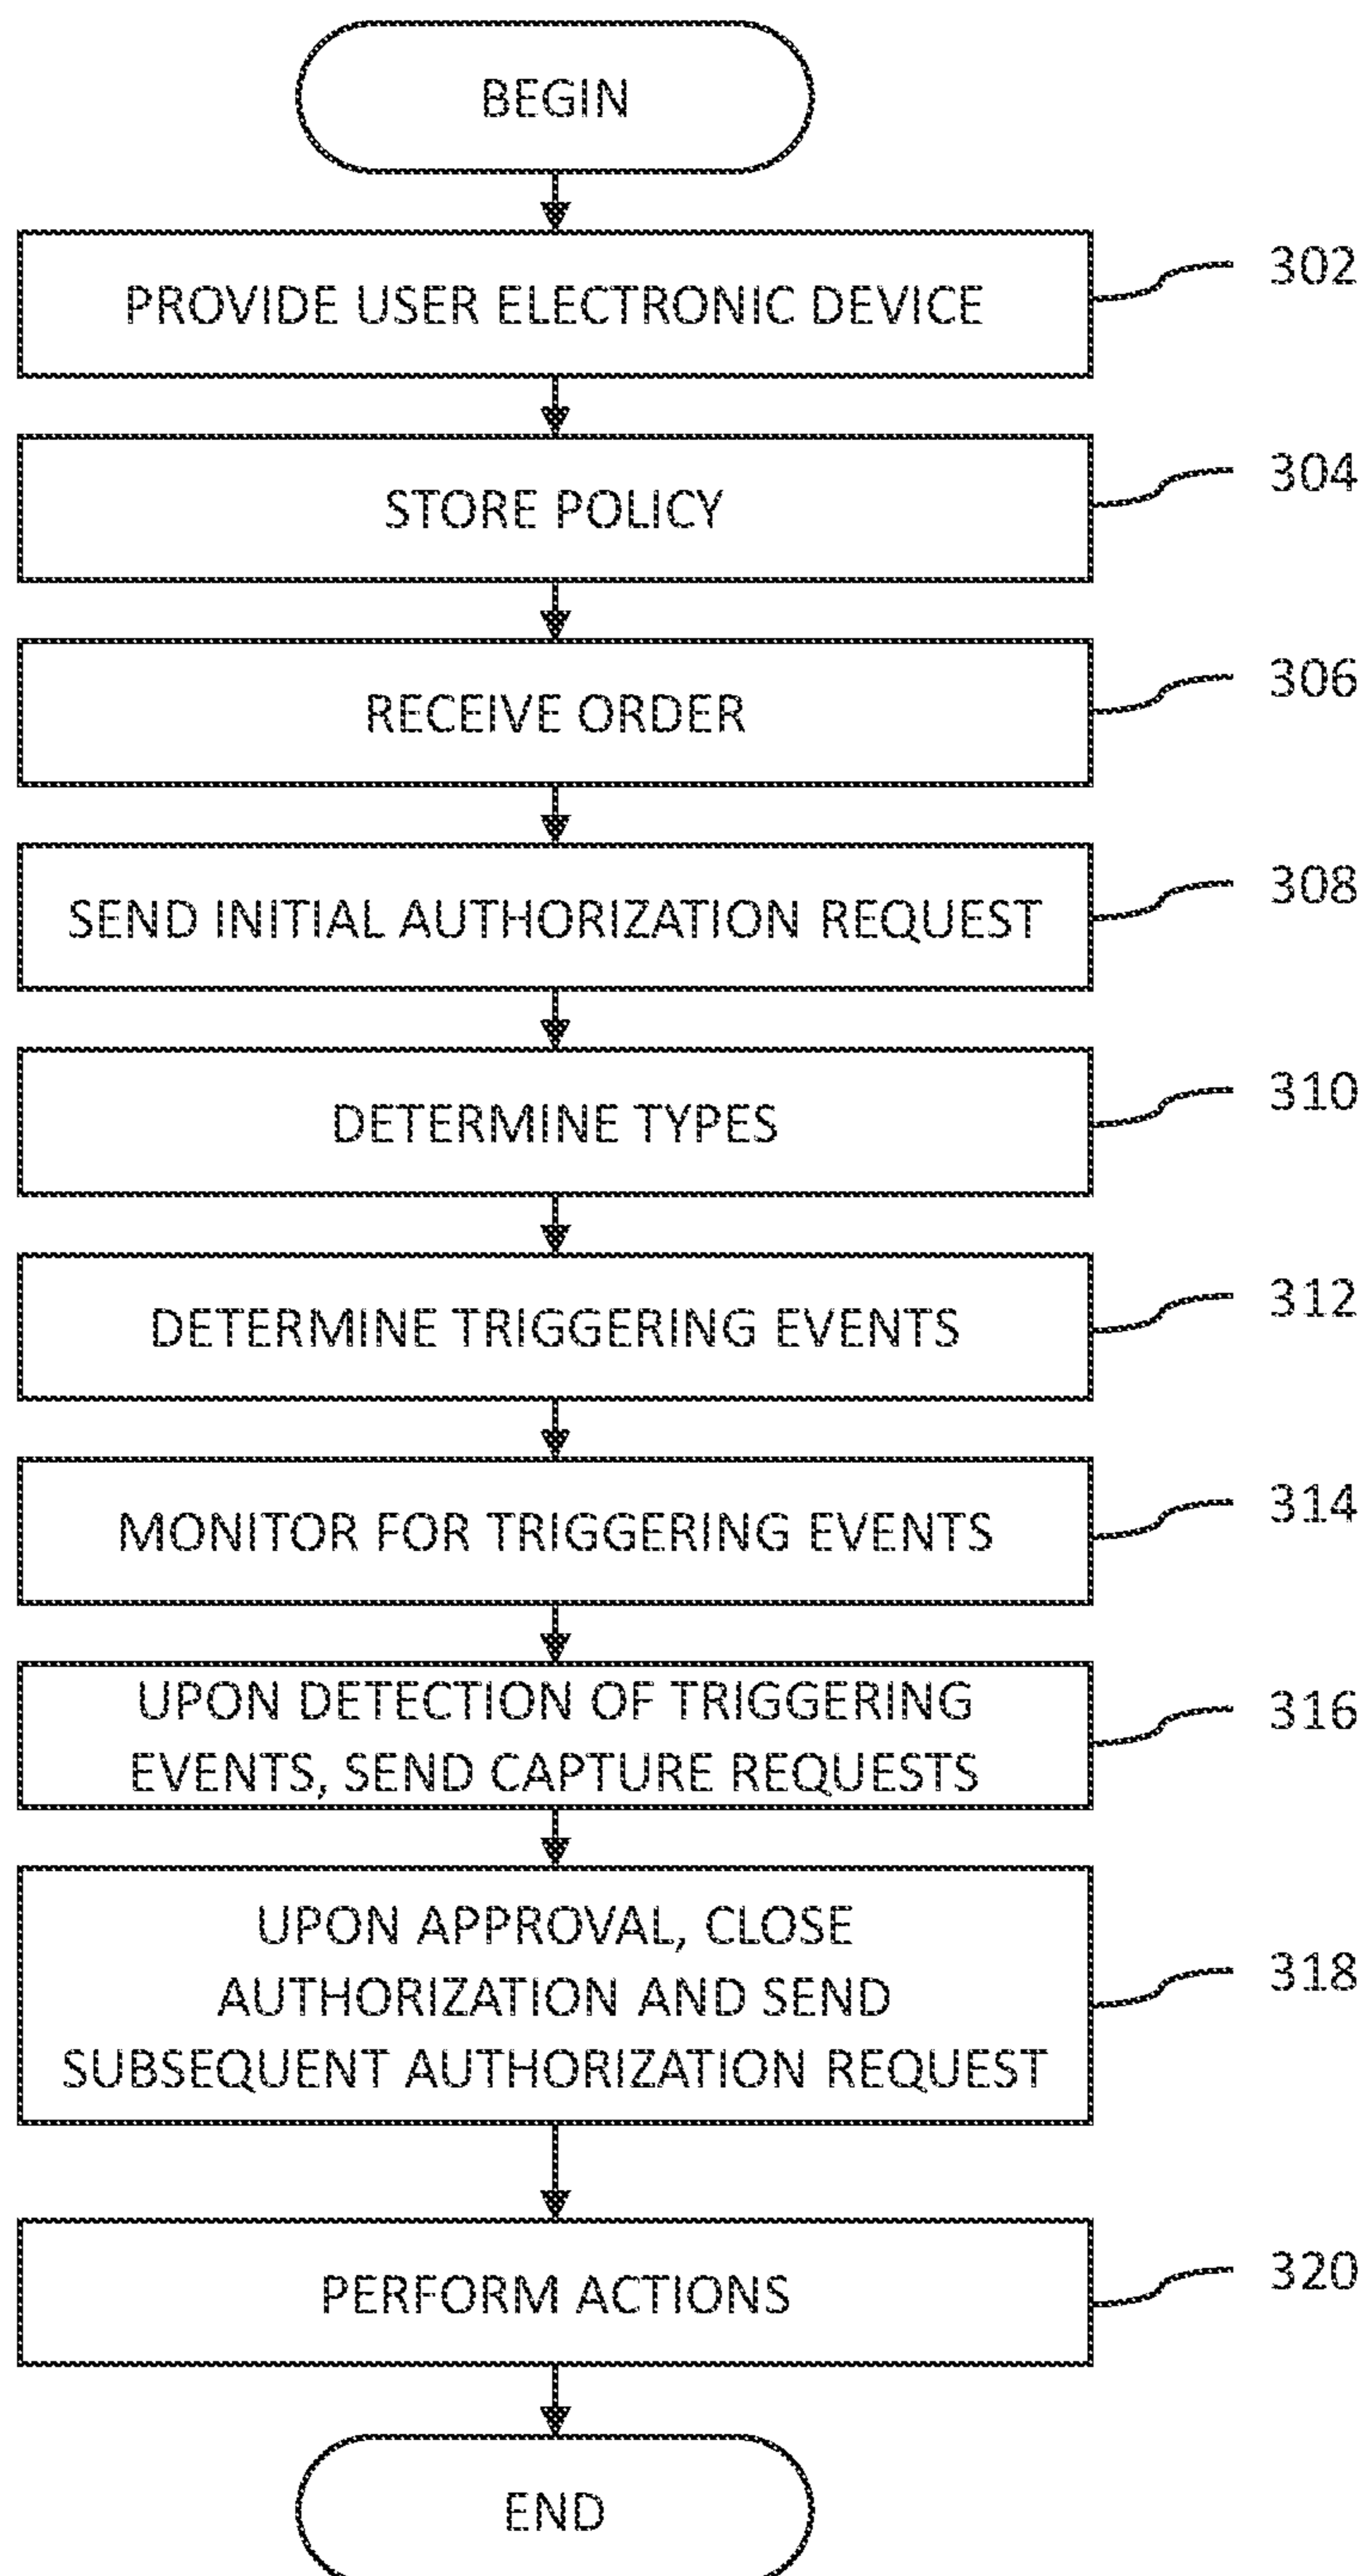 BEGIN
PROVIDE USER ELECTRONIC DEVICE
302
STORE POLICY
304
RECEIVE ORDER
306
SEND INITIAL AUTHORIZATION REQUEST
308
DETERMINE TYPES
310
DETERMINE TRIGGERING EVENTS
312
MONITOR FOR TRIGGERING EVENTS
314
UPON DETECTION OF TRIGGERING
EVENTS, SEND CAPTURE REQUESTS
316
UPON APPROVAL, CLOSE
AUTHORIZATION AND SEND
SUBSEQUENT AUTHORIZATION REQUEST
318
PERFORM ACTIONS
320
END